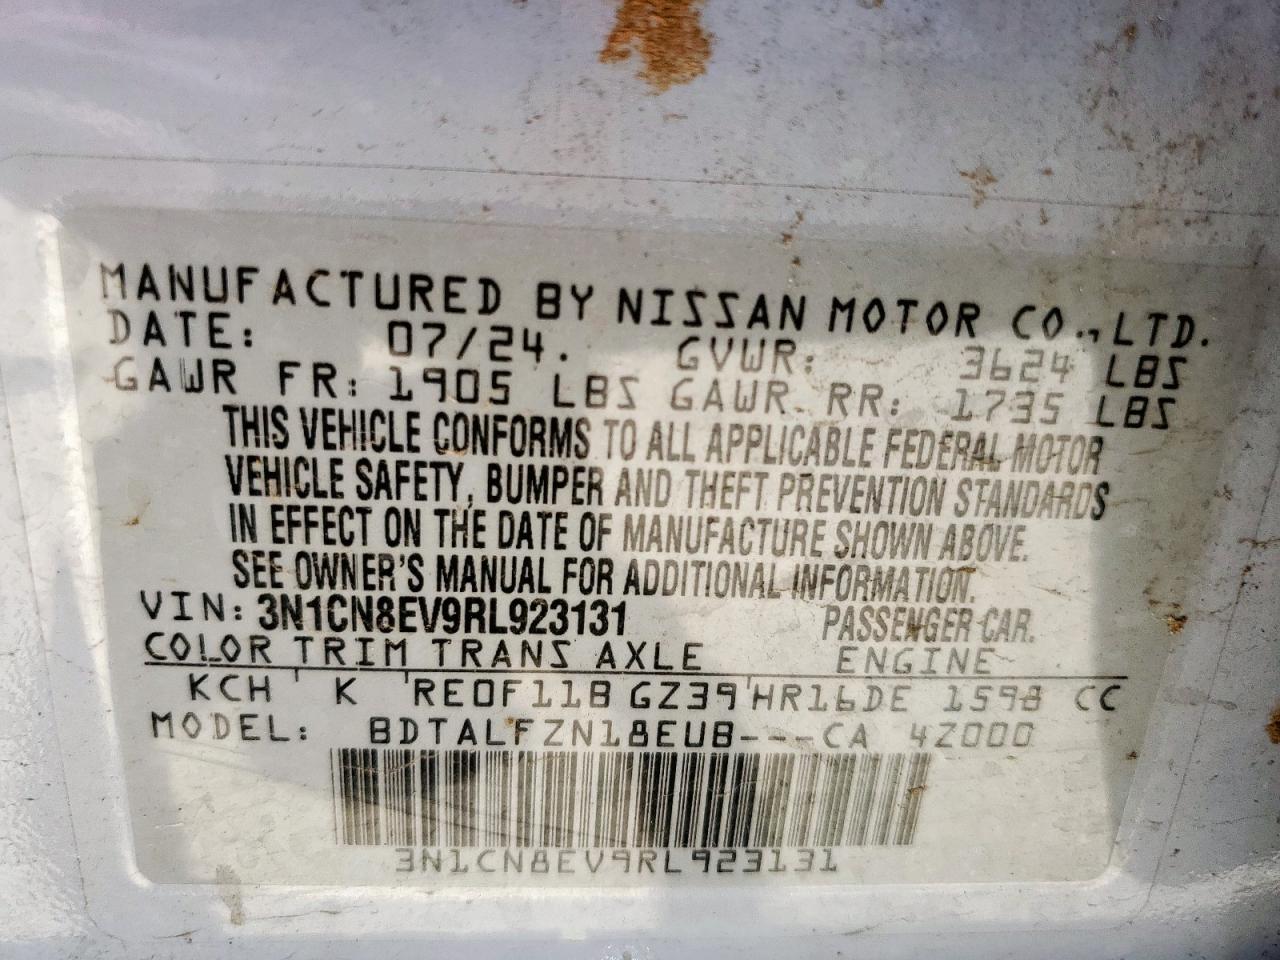 MANUFACTURED BY NISSAN MOTOR CO.,LTD.
DATE: 07/24. GVWR: 3624 LBS
GAWR FR: 1905 LBS GAWR RR: 1735 LBS
THIS VEHICLE CONFORMS TO ALL APPLICABLE FEDERAL MOTOR
VEHICLE SAFETY, BUMPER AND THEFT PREVENTION STANDARDS
IN EFFECT ON THE DATE OF MANUFACTURE SHOWN ABOVE.
SEE OWNER'S MANUAL FOR ADDITIONAL INFORMATION.
VIN: 3N1CN8EV9RL923131 PASSENGER CAR.
COLOR TRIM TRANS AXLE ENGINE
KCH ' K ' RE0F11B GZ39 ' HR16DE 1598 CC
MODEL: BDTALFZN18EUB---CA 4Z000
3N1CN8EV9RL923131